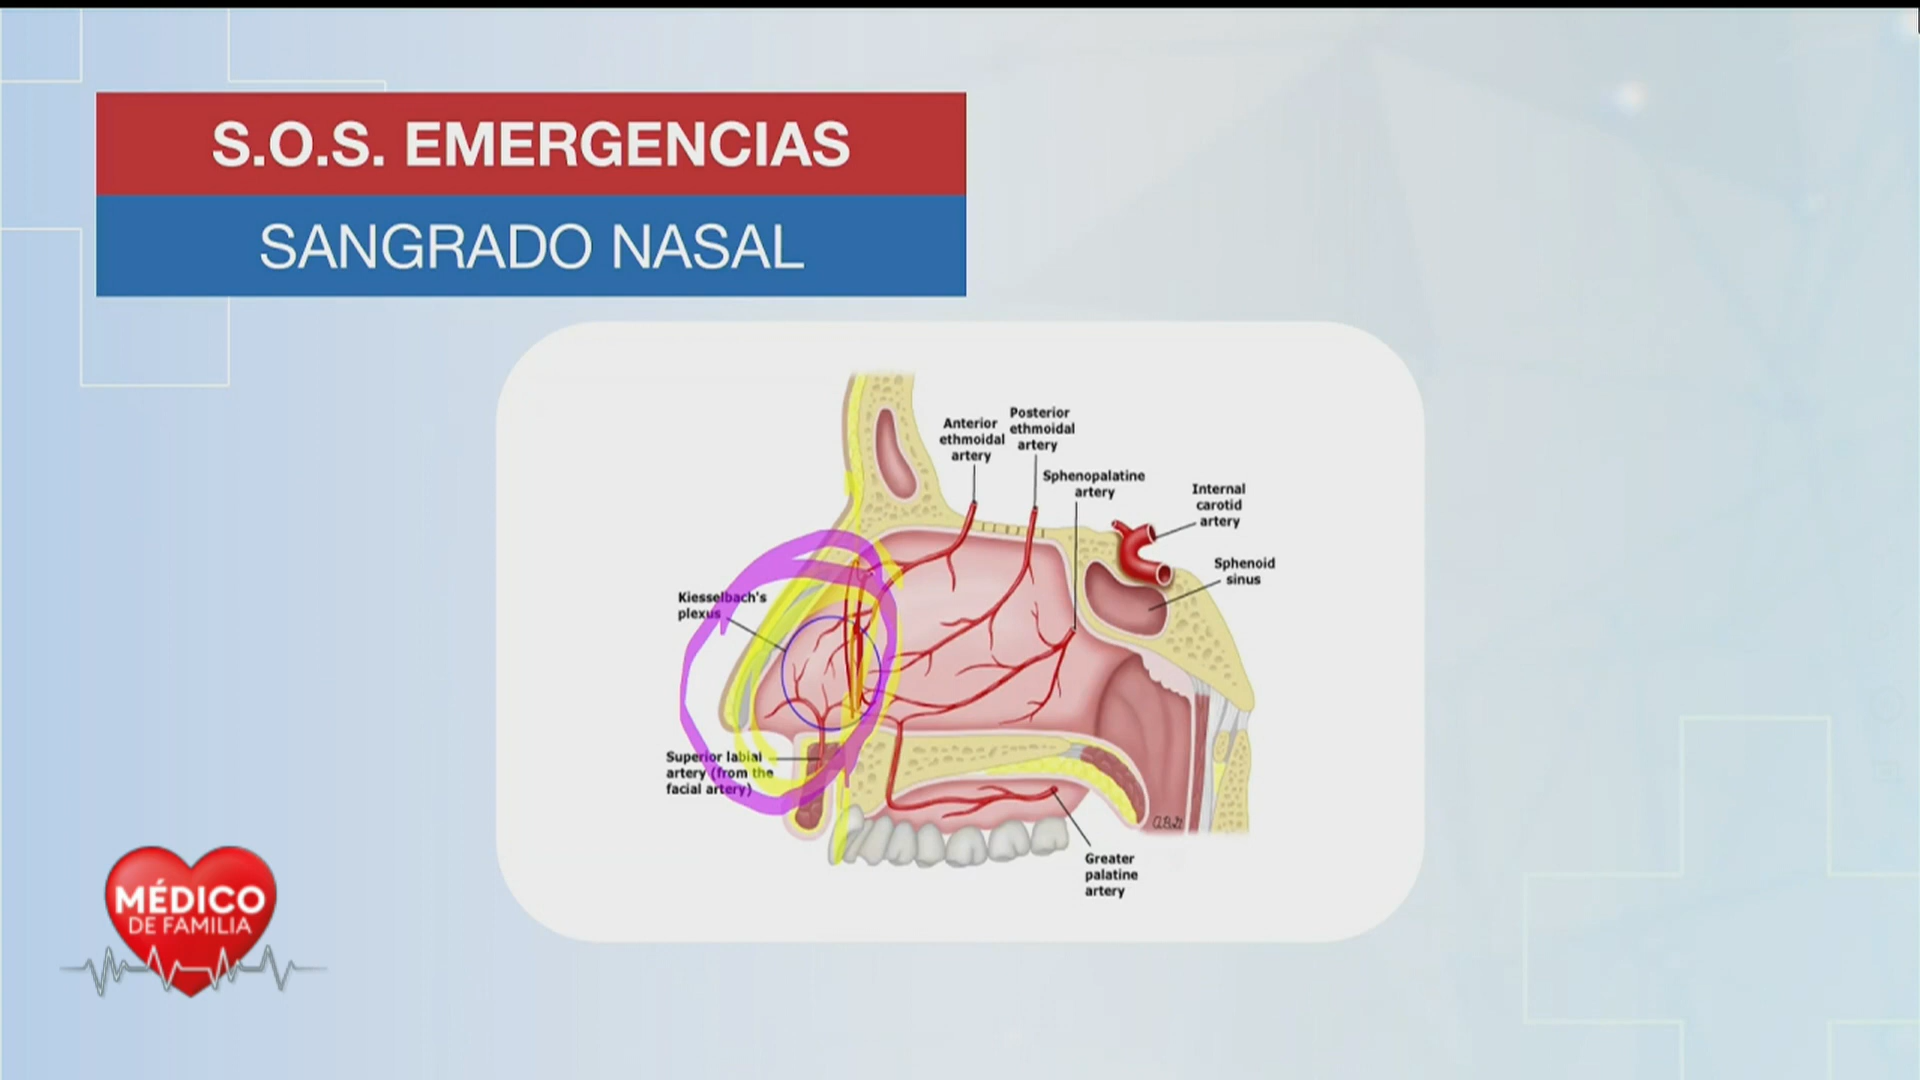 S.O.S. EMERGENCIAS
SANGRADO NASAL
Anterior
ethmoidal
artery
Posterior
ethmoidal
artery
Sphenopalatine
artery
Internal
carotid
artery
Sphenoid
sinus
Kiesselbach's
plexus
Superior labial
artery (from the
facial artery)
Greater
palatine
artery
MÉDICO
DE FAMILIA